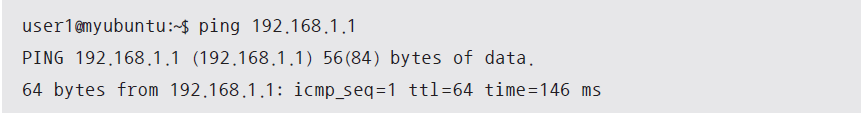 user1@myubuntu:~$ ping 192.168.1.1
PING 192.168.1.1 (192.168.1.1) 56(84) bytes of data.
64 bytes from 192.168.1.1: icmp_seq=1 ttl=64 time=146 ms